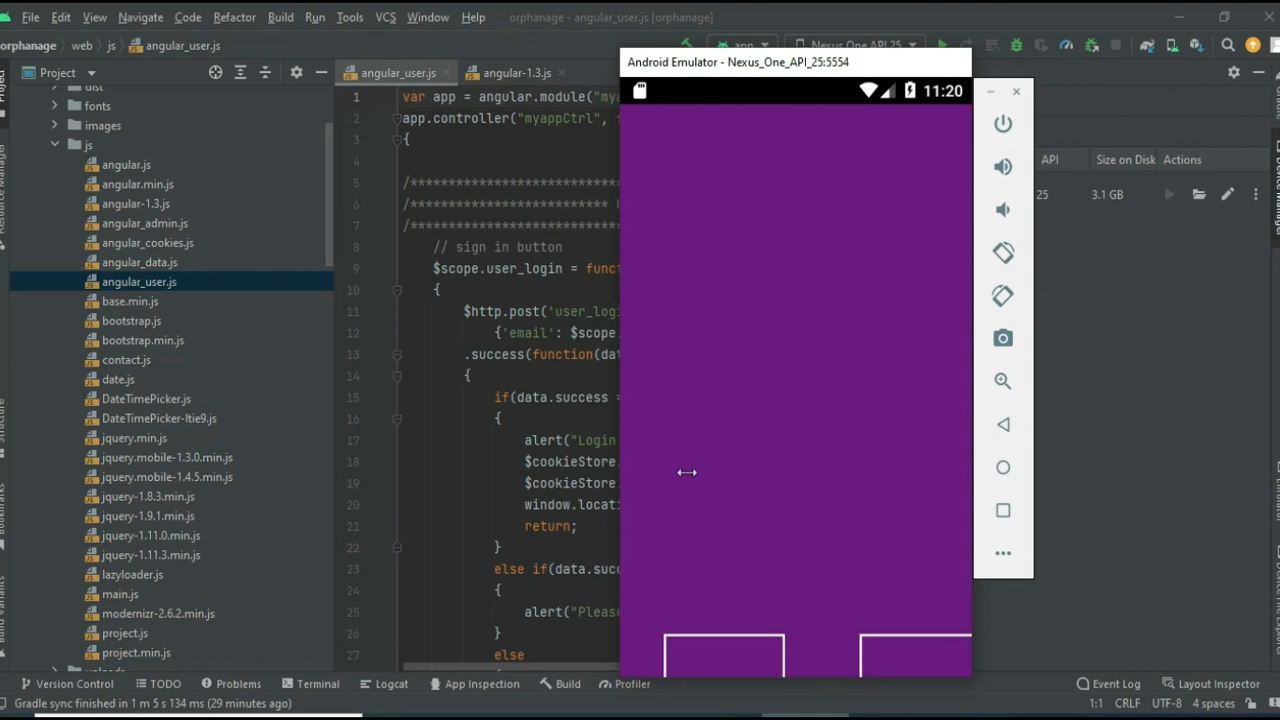 File Edit View Navigate Code Refactor Build Run Tools VCS Window Help orphanage - angular_user.js [orphanage]
orphanage web js angular_user.js app Nexus One API 25
Project angular_user.js angular-1.3.js
Android Emulator - Nexus_One_API_25:5554
11:20
API Size on Disk Actions
25 3.1 GB
fonts
images
js
angular.js
angular.min.js
angular-1.3.js
angular_admin.js
angular_cookies.js
angular_data.js
angular_user.js
base.min.js
bootstrap.js
bootstrap.min.js
contact.js
date.js
DateTimePicker.js
DateTimePicker-ltie9.js
jquery.min.js
jquery.mobile-1.3.0.min.js
jquery.mobile-1.4.5.min.js
jquery-1.8.3.min.js
jquery-1.9.1.min.js
jquery-1.11.0.min.js
jquery-1.11.3.min.js
lazyloader.js
main.js
modernizr-2.6.2.min.js
project.js
project.min.js
1 var app = angular.module("my
2 app.controller("myappCtrl",
3 {
4
5 /***************************
6 /***************************
7 /***************************
8 // sign in button
9 $scope.user_login = func
10 {
11 $http.post('user_logi
12 {'email': $scope.
13 .success(function(dat
14 {
15 if(data.success =
16 {
17 alert("Login
18 $cookieStore.
19 $cookieStore.
20 window.locati
21 return;
22 }
23 else if(data.succ
24 {
25 alert("Pleas
26 }
27 else
Version Control TODO Problems Terminal Logcat App Inspection Build Profiler Event Log Layout Inspector
Gradle sync finished in 1 m 5 s 134 ms (29 minutes ago) 1:1 CRLF UTF-8 4 spaces